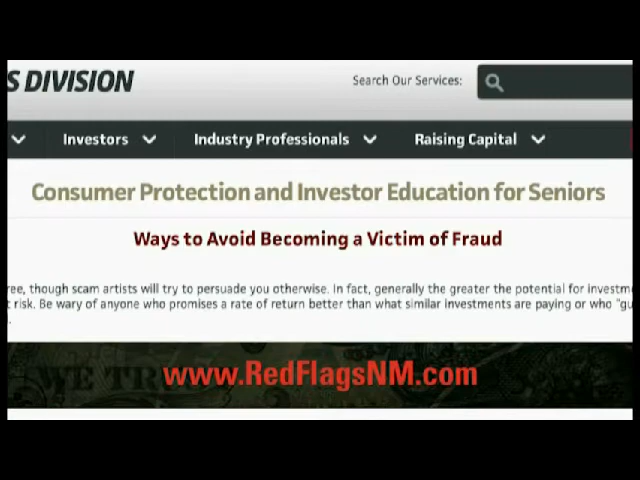 S DIVISION
Search Our Services:
Investors
Industry Professionals
Raising Capital
Consumer Protection and Investor Education for Seniors
Ways to Avoid Becoming a Victim of Fraud
ree, though scam artists will try to persuade you otherwise. In fact, generally the greater the potential for investme
t risk. Be wary of anyone who promises a rate of return better than what similar investments are paying or who "gu
WE TR
www.RedFlagsNM.com